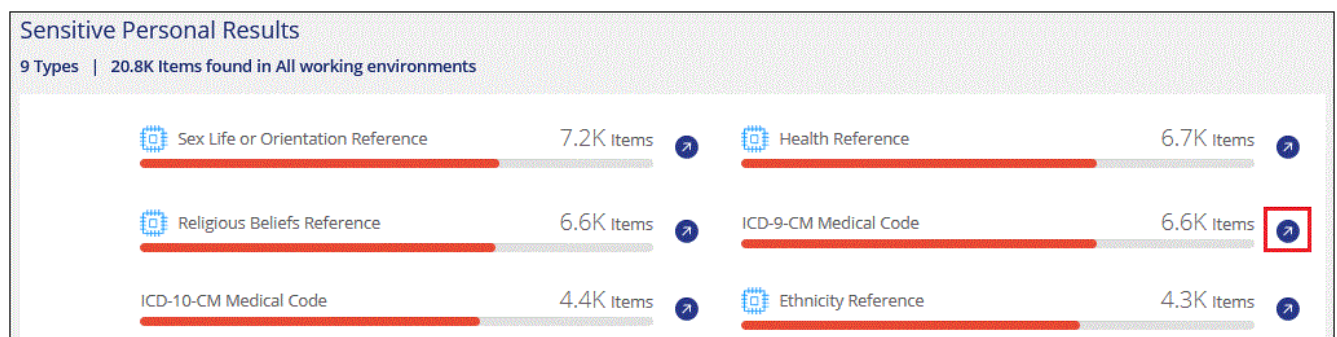 Sensitive Personal Results
9 Types | 20.8K Items found in All working environments
Sex Life or Orientation Reference 7.2K Items
Health Reference 6.7K Items
Religious Beliefs Reference 6.6K Items
ICD-9-CM Medical Code 6.6K Items
ICD-10-CM Medical Code 4.4K Items
Ethnicity Reference 4.3K Items